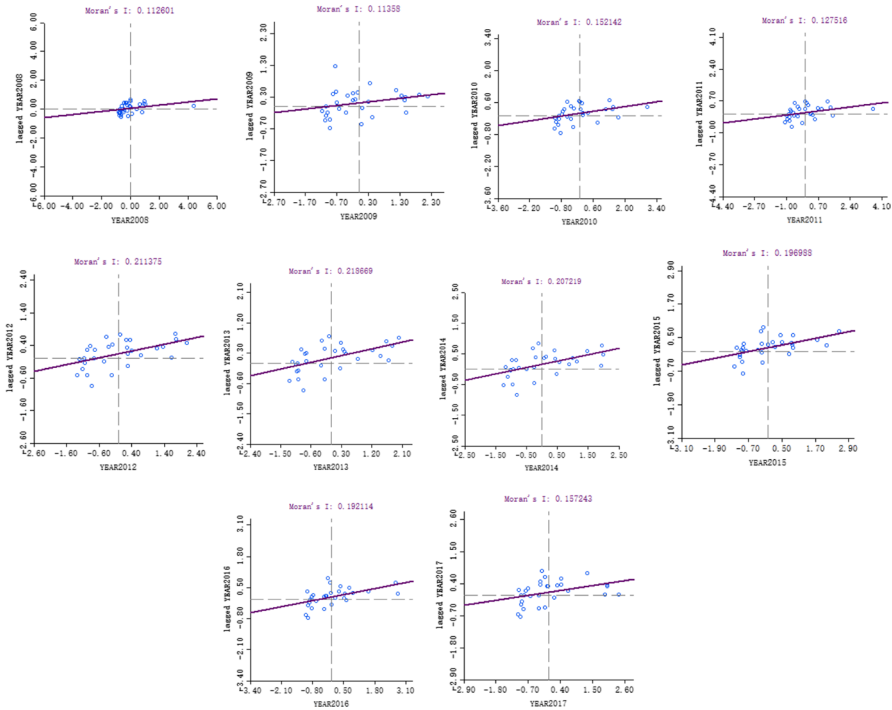 Moran's I: 0.112601
lagged YEAR2008
6.00
4.00
2.00
0.00
-2.00
-4.00
-6.00
-6.00 -4.00 -2.00 0.00 2.00 4.00 6.00
YEAR2008
Moran's I: 0.11358
lagged YEAR2009
2.30
1.30
0.30
-0.70
-1.70
-2.70
-2.70 -1.70 -0.70 0.30 1.30 2.30
YEAR2009
Moran's I: 0.152142
lagged YEAR2010
3.40
2.00
0.60
-0.80
-2.20
-3.60
-3.60 -2.20 -0.80 0.60 2.00 3.40
YEAR2010
Moran's I: 0.127516
lagged YEAR2011
4.10
2.40
0.70
-1.00
-2.70
-4.40
-4.40 -2.70 -1.00 0.70 2.40 4.10
YEAR2011
Moran's I: 0.211375
lagged YEAR2012
2.40
1.40
0.40
-0.60
-1.60
-2.60
-2.60 -1.60 -0.60 0.40 1.40 2.40
YEAR2012
Moran's I: 0.218669
lagged YEAR2013
2.10
1.20
0.30
-0.60
-1.50
-2.40
-2.40 -1.50 -0.60 0.30 1.20 2.10
YEAR2013
Moran's I: 0.207219
lagged YEAR2014
2.50
1.50
0.50
-0.50
-1.50
-2.50
-2.50 -1.50 -0.50 0.50 1.50 2.50
YEAR2014
Moran's I: 0.196988
lagged YEAR2015
2.90
1.70
0.50
-0.70
-1.90
-3.10
-3.10 -1.90 -0.70 0.50 1.70 2.90
YEAR2015
Moran's I: 0.192114
lagged YEAR2016
3.10
1.80
0.50
-0.80
-2.10
-3.40
-3.40 -2.10 -0.80 0.50 1.80 3.10
YEAR2016
Moran's I: 0.157243
lagged YEAR2017
2.60
1.50
0.40
-0.70
-1.80
-2.90
-2.90 -1.80 -0.70 0.40 1.50 2.60
YEAR2017